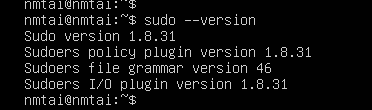 nmtai@nmtai:~$
nmtai@nmtai:~$ sudo --version
Sudo version 1.8.31
Sudoers policy plugin version 1.8.31
Sudoers file grammar version 46
Sudoers I/O plugin version 1.8.31
nmtai@nmtai:~$